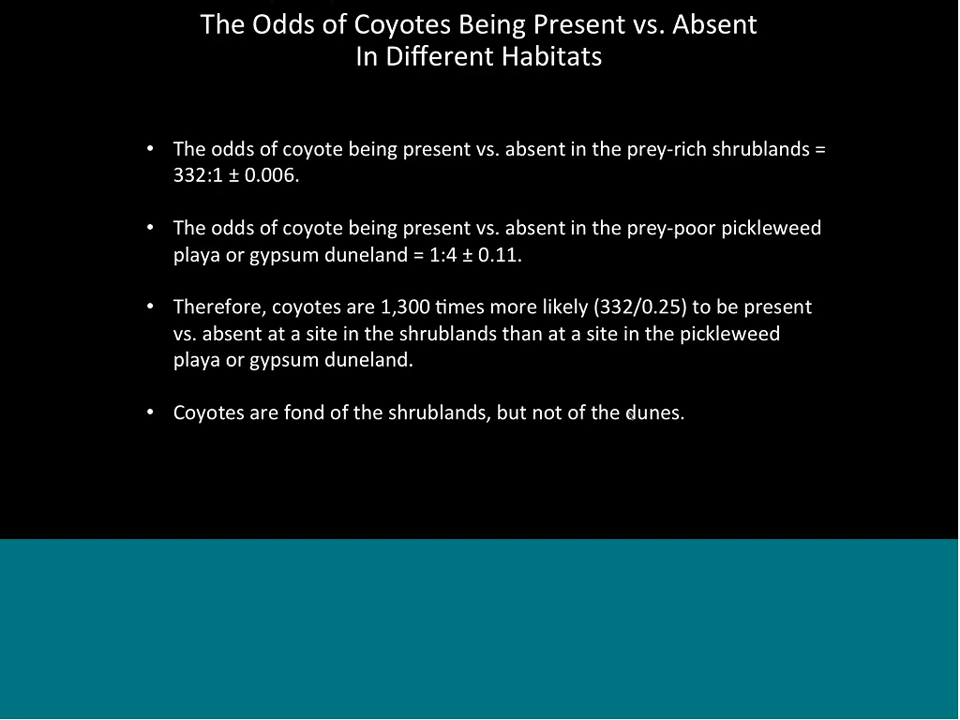 The Odds of Coyotes Being Present vs. Absent
In Different Habitats
• The odds of coyote being present vs. absent in the prey-rich shrublands =
332:1 ± 0.006.
• The odds of coyote being present vs. absent in the prey-poor pickleweed
playa or gypsum duneland = 1:4 ± 0.11.
• Therefore, coyotes are 1,300 times more likely (332/0.25) to be present
vs. absent at a site in the shrublands than at a site in the pickleweed
playa or gypsum duneland.
• Coyotes are fond of the shrublands, but not of the dunes.